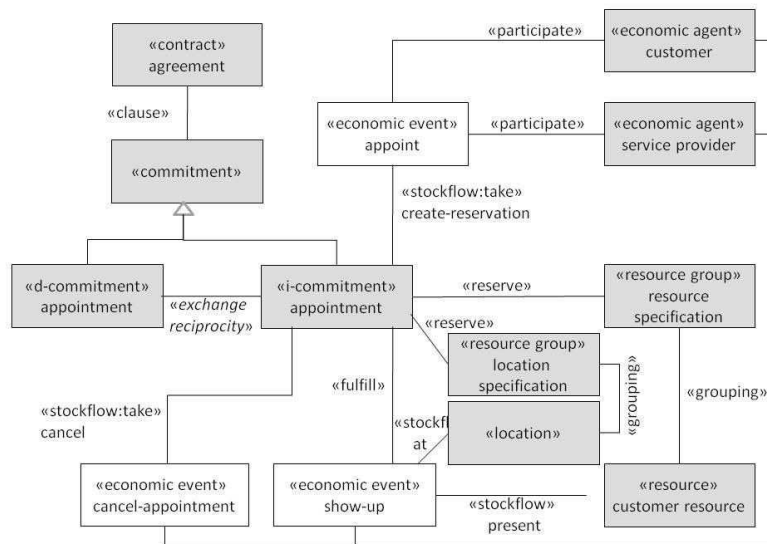 «contract»
agreement
«clause»
«commitment»
«participate»
«economic agent»
customer
«economic event»
appoint
«participate»
«economic agent»
service provider
«stockflow:take»
create-reservation
«d-commitment»
appointment
«exchange
reciprocity»
«i-commitment»
appointment
«reserve»
«resource group»
resource
specification
«reserve»
«resource group»
location
specification
«fulfill»
«grouping»
«grouping»
«stockflow:take»
cancel
at
«location»
«economic event»
cancel-appointment
«economic event»
show-up
«stockflow»
present
«resource»
customer resource